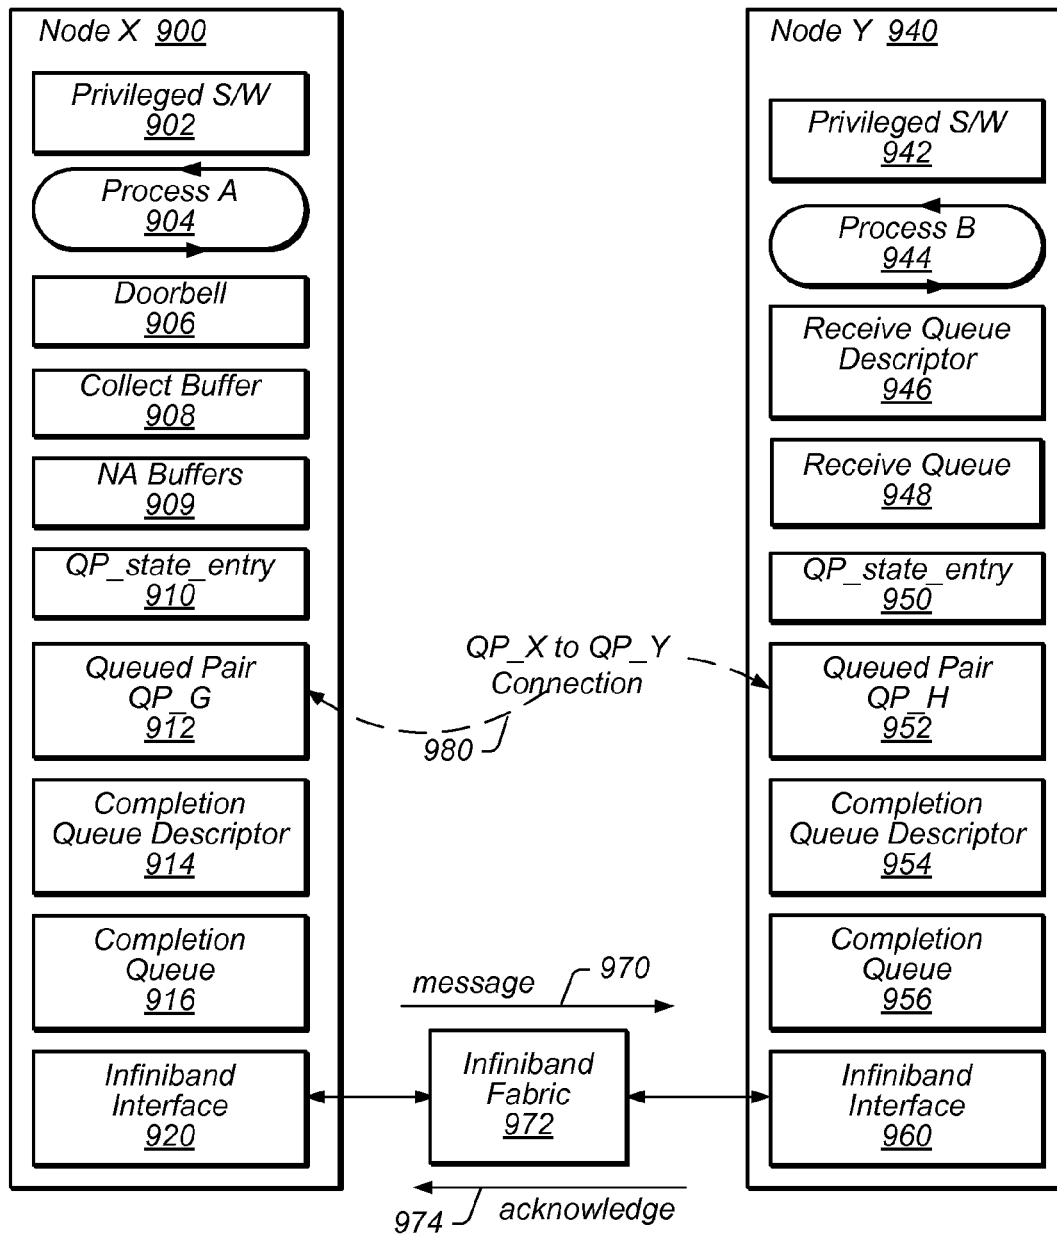 Node X 900
Privileged S/W
902
Process A
904
Doorbell
906
Collect Buffer
908
NA Buffers
909
QP_state_entry
910
Queued Pair
QP_G
912
Completion
Queue Descriptor
914
Completion
Queue
916
Infiniband
Interface
920
QP_X to QP_Y
Connection
980
message
970
Infiniband
Fabric
972
974
acknowledge
Node Y 940
Privileged S/W
942
Process B
944
Receive Queue
Descriptor
946
Receive Queue
948
QP_state_entry
950
Queued Pair
QP_H
952
Completion
Queue Descriptor
954
Completion
Queue
956
Infiniband
Interface
960